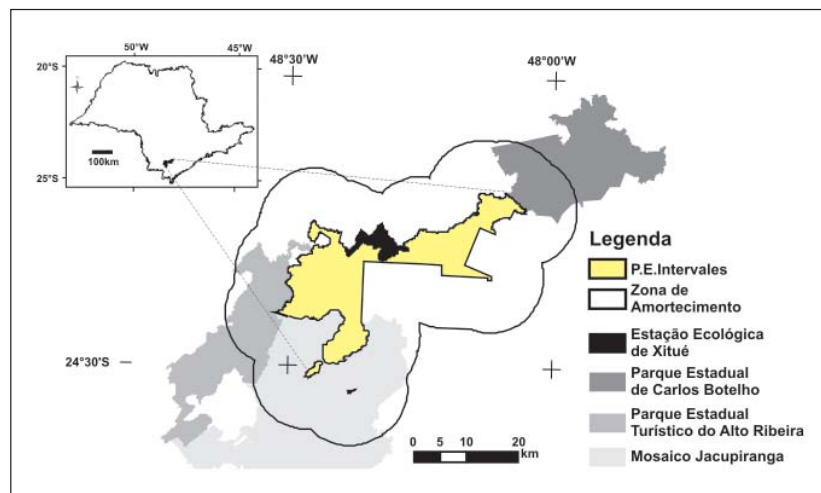 50°W
45°W
20°S
25°S
100km
48°30'W
48°00'W
24°30'S
Legenda
P.E.Intervales
Zona de
Amortecimento
Estação Ecológica
de Xitué
Parque Estadual
de Carlos Botelho
Parque Estadual
Turístico do Alto Ribeira
Mosaico Jacupiranga
0 5 10 20
km